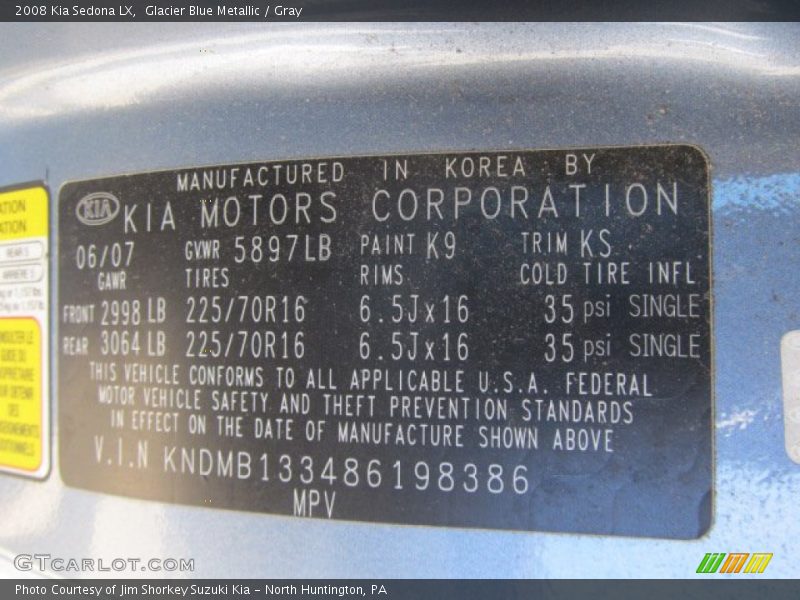 2008 Kia Sedona LX,  Glacier Blue Metallic / Gray
MANUFACTURED IN KOREA BY
KIA KIA MOTORS CORPORATION
06/07 GVWR 5897LB PAINT K9 TRIM KS
GAWR TIRES RIMS COLD TIRE INFL
FRONT 2998 LB 225/70R16 6.5Jx16 35 psi SINGLE
REAR 3064 LB 225/70R16 6.5Jx16 35 psi SINGLE
THIS VEHICLE CONFORMS TO ALL APPLICABLE U.S.A. FEDERAL
MOTOR VEHICLE SAFETY AND THEFT PREVENTION STANDARDS
IN EFFECT ON THE DATE OF MANUFACTURE SHOWN ABOVE
V.I.N KNDMB133486198386
MPV
GTCARLOT.COM
Photo Courtesy of Jim Shorkey Suzuki Kia – North Huntington, PA